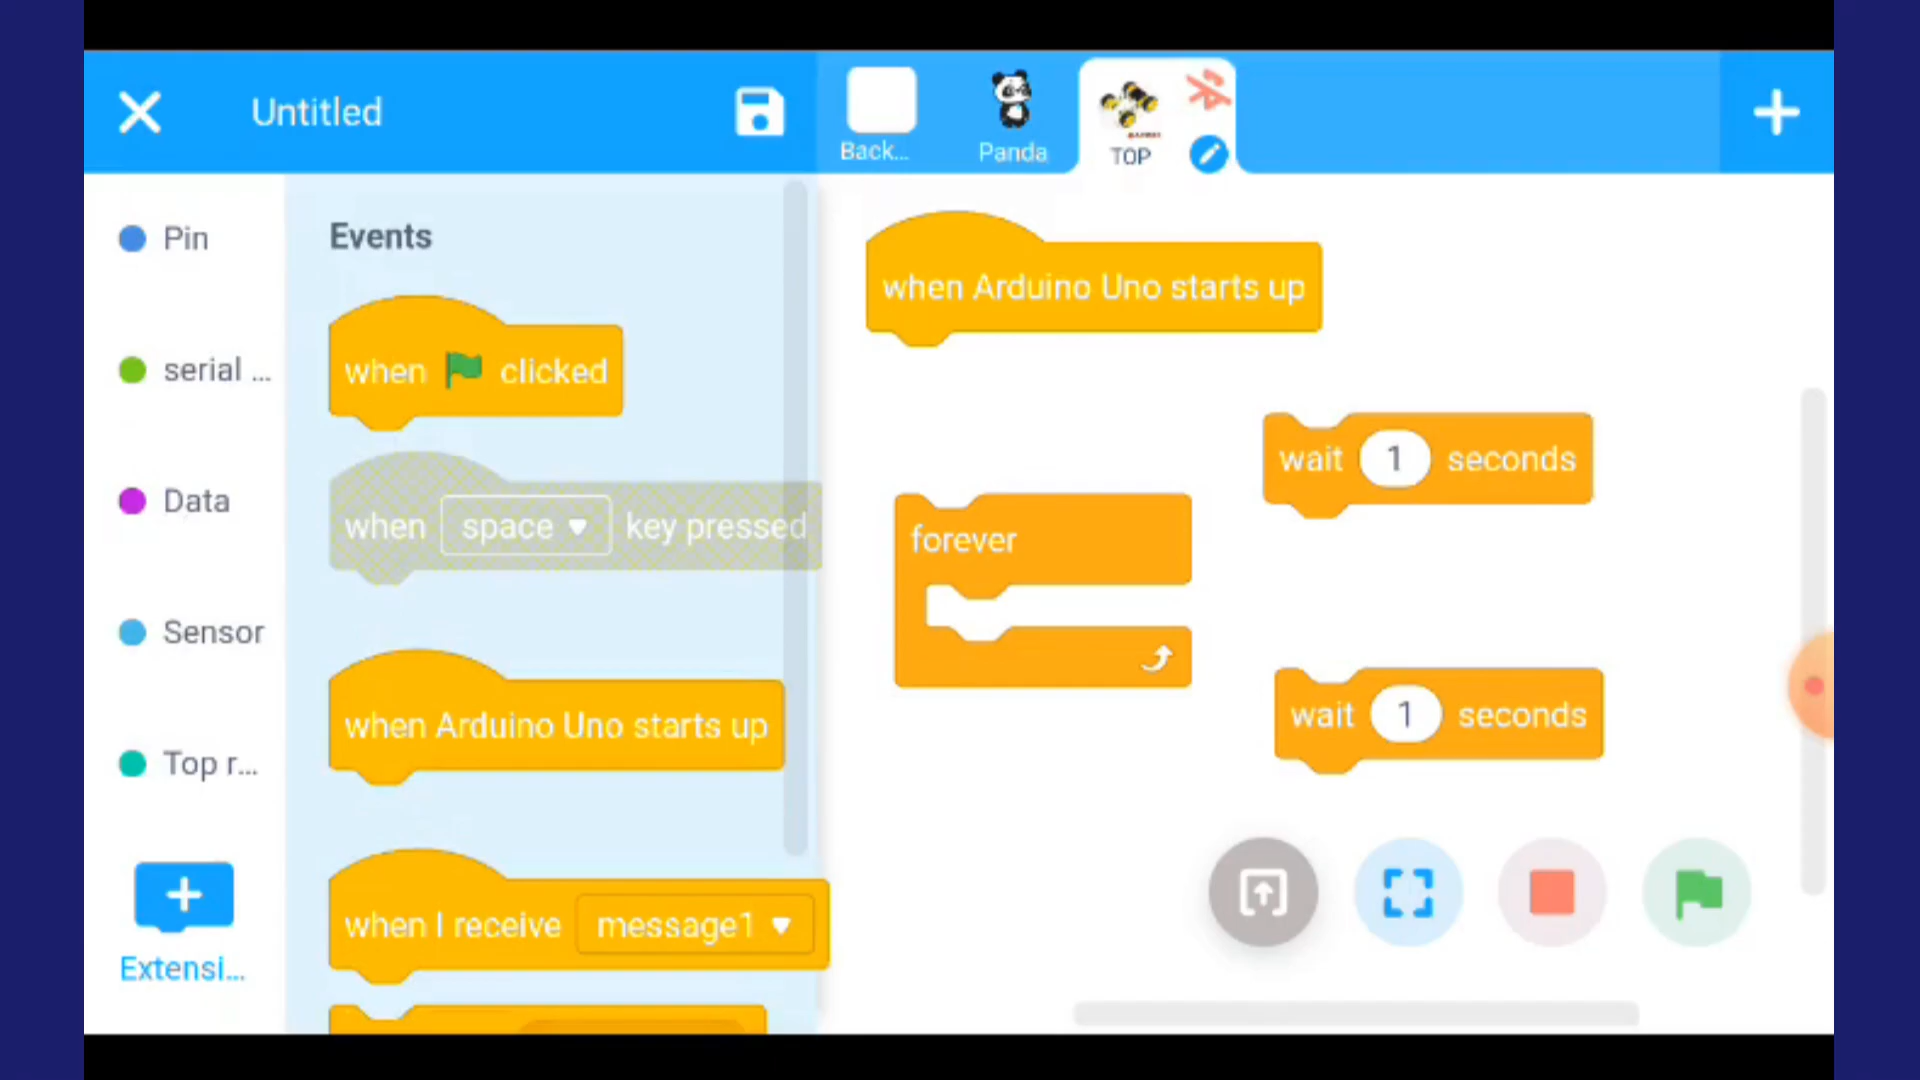 Untitled
Back...
Panda
TOP
Pin
serial ...
Data
Sensor
Top r...
Extensi...
Events
when clicked
when space ▼ key pressed
when Arduino Uno starts up
when I receive message1 ▼
when Arduino Uno starts up
wait 1 seconds
forever
wait 1 seconds